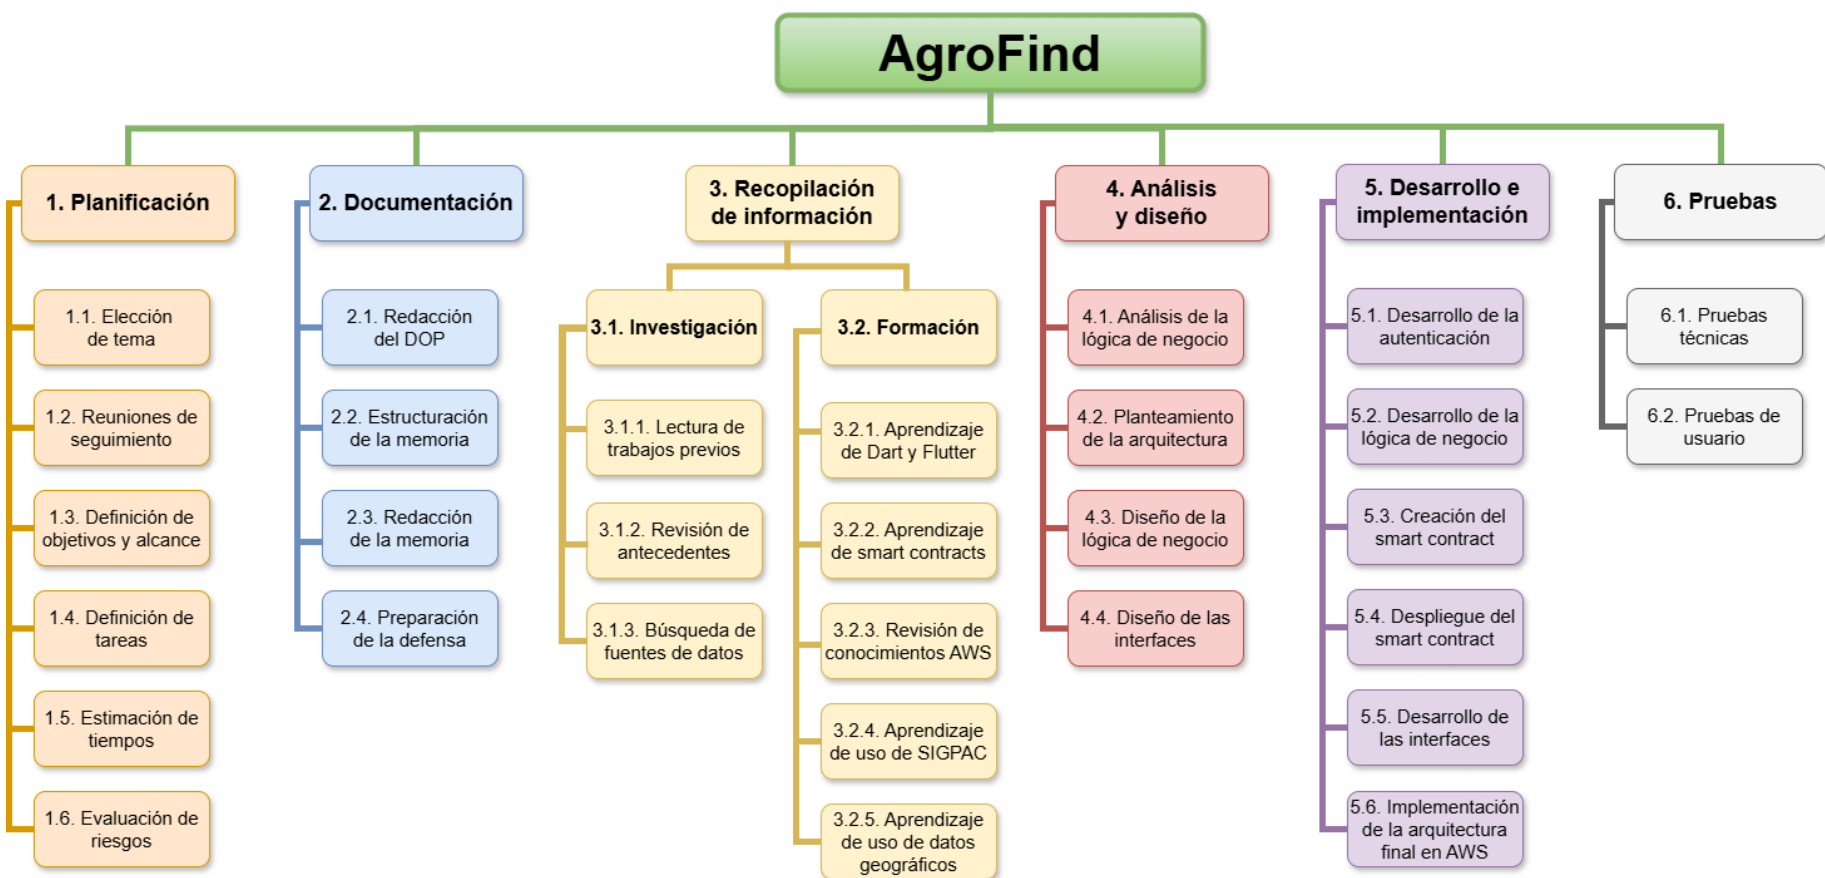 AgroFind
1. Planificación
1.1. Elección
de tema
1.2. Reuniones de
seguimiento
1.3. Definición de
objetivos y alcance
1.4. Definición de
tareas
1.5. Estimación de
tiempos
1.6. Evaluación de
riesgos
2. Documentación
2.1. Redacción
del DOP
2.2. Estructuración
de la memoria
2.3. Redacción
de la memoria
2.4. Preparación
de la defensa
3. Recopilación
de información
3.1. Investigación
3.1.1. Lectura de
trabajos previos
3.1.2. Revisión de
antecedentes
3.1.3. Búsqueda de
fuentes de datos
3.2. Formación
3.2.1. Aprendizaje
de Dart y Flutter
3.2.2. Aprendizaje
de smart contracts
3.2.3. Revisión de
conocimientos AWS
3.2.4. Aprendizaje
de uso de SIGPAC
3.2.5. Aprendizaje
de uso de datos
geográficos
4. Análisis
y diseño
4.1. Análisis de la
lógica de negocio
4.2. Planteamiento
de la arquitectura
4.3. Diseño de la
lógica de negocio
4.4. Diseño de las
interfaces
5. Desarrollo e
implementación
5.1. Desarrollo de la
autenticación
5.2. Desarrollo de la
lógica de negocio
5.3. Creación del
smart contract
5.4. Despliegue del
smart contract
5.5. Desarrollo de
las interfaces
5.6. Implementación
de la arquitectura
final en AWS
6. Pruebas
6.1. Pruebas
técnicas
6.2. Pruebas de
usuario